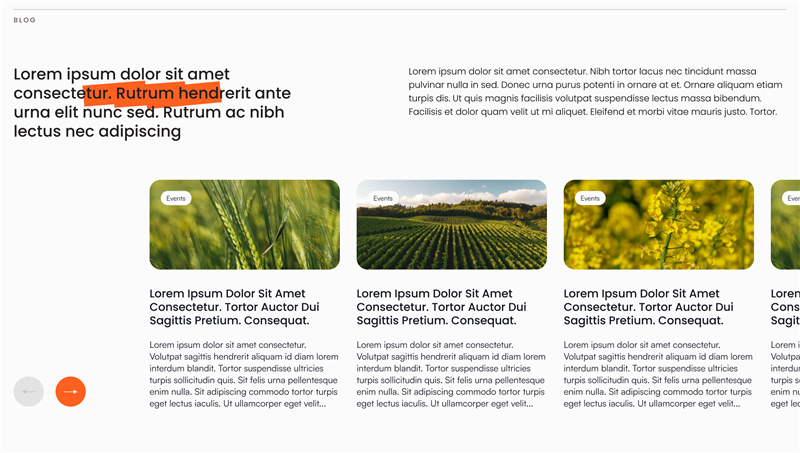 BLOG
Lorem ipsum dolor sit amet
consectetur. Rutrum hendrerit ante
urna elit nunc sed. Rutrum ac nibh
lectus nec adipiscing
Lorem ipsum dolor sit amet consectetur. Nibh tortor lacus nec tincidunt massa
pulvinar nulla in sed. Donec urna purus potenti in ornare at et. Ornare aliquam etiam
turpis dis. Ut quis magnis facilisis volutpat suspendisse lectus massa bibendum.
Facilisis et dolor quam velit ut mi aliquet. Eleifend et morbi vitae mauris justo. Tortor.
Events
Lorem Ipsum Dolor Sit Amet
Consectetur. Tortor Auctor Dui
Sagittis Pretium. Consequat.
Lorem ipsum dolor sit amet consectetur.
Volutpat sagittis hendrerit aliquam id diam lorem
interdum blandit. Tortor suspendisse ultricies
turpis sollicitudin quis. Sit felis urna pellentesque
enim nulla. Sit adipiscing commodo tortor turpis
eget lectus iaculis. Ut ullamcorper eget velit...
Events
Lorem Ipsum Dolor Sit Amet
Consectetur. Tortor Auctor Dui
Sagittis Pretium. Consequat.
Lorem ipsum dolor sit amet consectetur.
Volutpat sagittis hendrerit aliquam id diam lorem
interdum blandit. Tortor suspendisse ultricies
turpis sollicitudin quis. Sit felis urna pellentesque
enim nulla. Sit adipiscing commodo tortor turpis
eget lectus iaculis. Ut ullamcorper eget velit...
Events
Lorem Ipsum Dolor Sit Amet
Consectetur. Tortor Auctor Dui
Sagittis Pretium. Consequat.
Lorem ipsum dolor sit amet consectetur.
Volutpat sagittis hendrerit aliquam id diam lorem
interdum blandit. Tortor suspendisse ultricies
turpis sollicitudin quis. Sit felis urna pellentesque
enim nulla. Sit adipiscing commodo tortor turpis
eget lectus iaculis. Ut ullamcorper eget velit...
Lorem
Lorem
enim